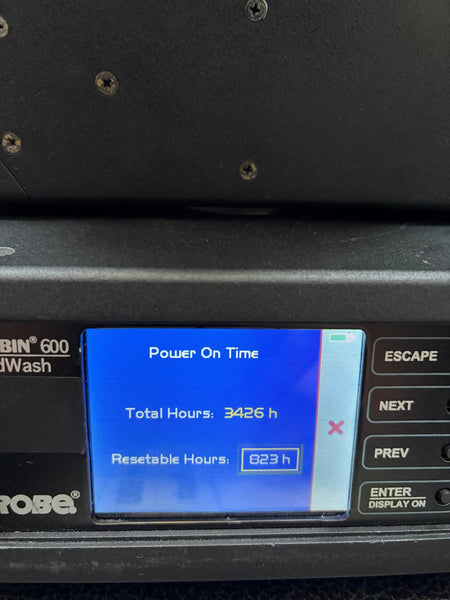 BIN® 600
dWash
Power On Time
Total Hours: 3426 h
Resetable Hours: 823 h
ROBE®
ESCAPE
NEXT
PREV
ENTER
DISPLAY ON